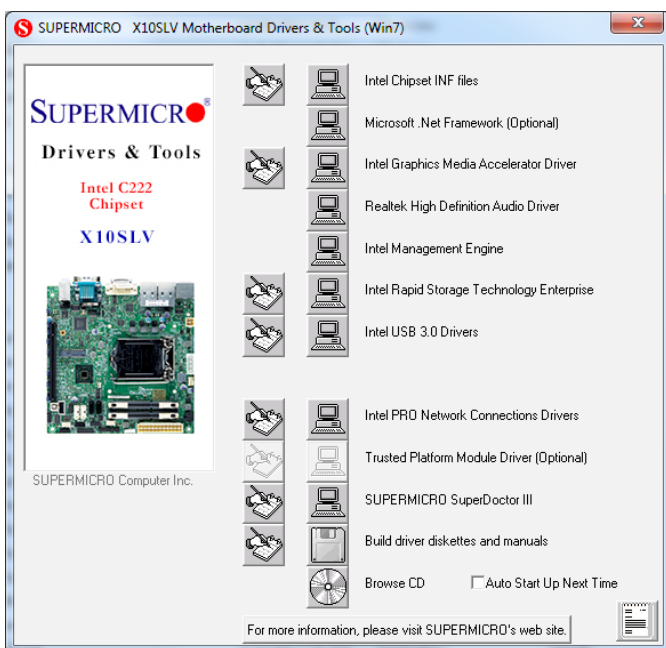 SUPERMICRO X10SLV Motherboard Drivers & Tools (Win7)
SUPERMICRO
Drivers & Tools
Intel C222
Chipset
X10SLV
SUPERMICRO Computer Inc.
Intel Chipset INF files
Microsoft .Net Framework (Optional)
Intel Graphics Media Accelerator Driver
Realtek High Definition Audio Driver
Intel Management Engine
Intel Rapid Storage Technology Enterprise
Intel USB 3.0 Drivers
Intel PRO Network Connections Drivers
Trusted Platform Module Driver (Optional)
SUPERMICRO SuperDoctor III
Build driver diskettes and manuals
Browse CD
Auto Start Up Next Time
For more information, please visit SUPERMICRO's web site.